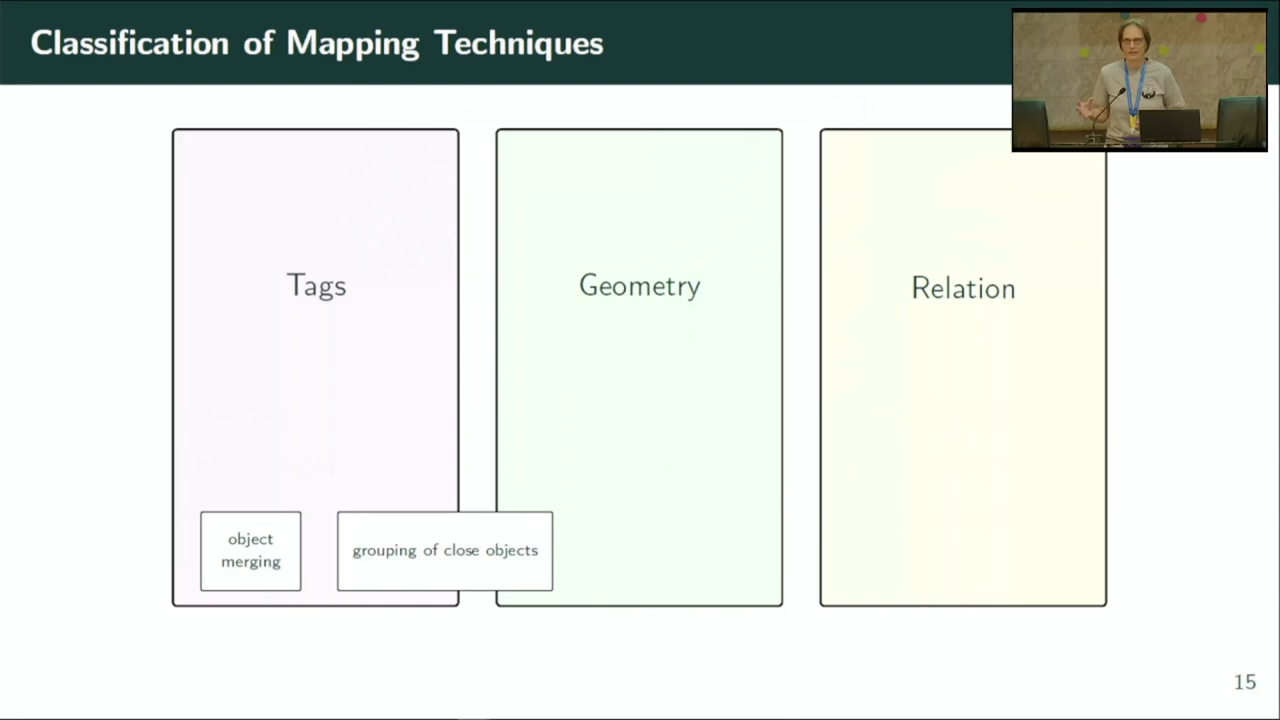 Classification of Mapping Techniques
Tags
Geometry
Relation
object
merging
grouping of close objects
15